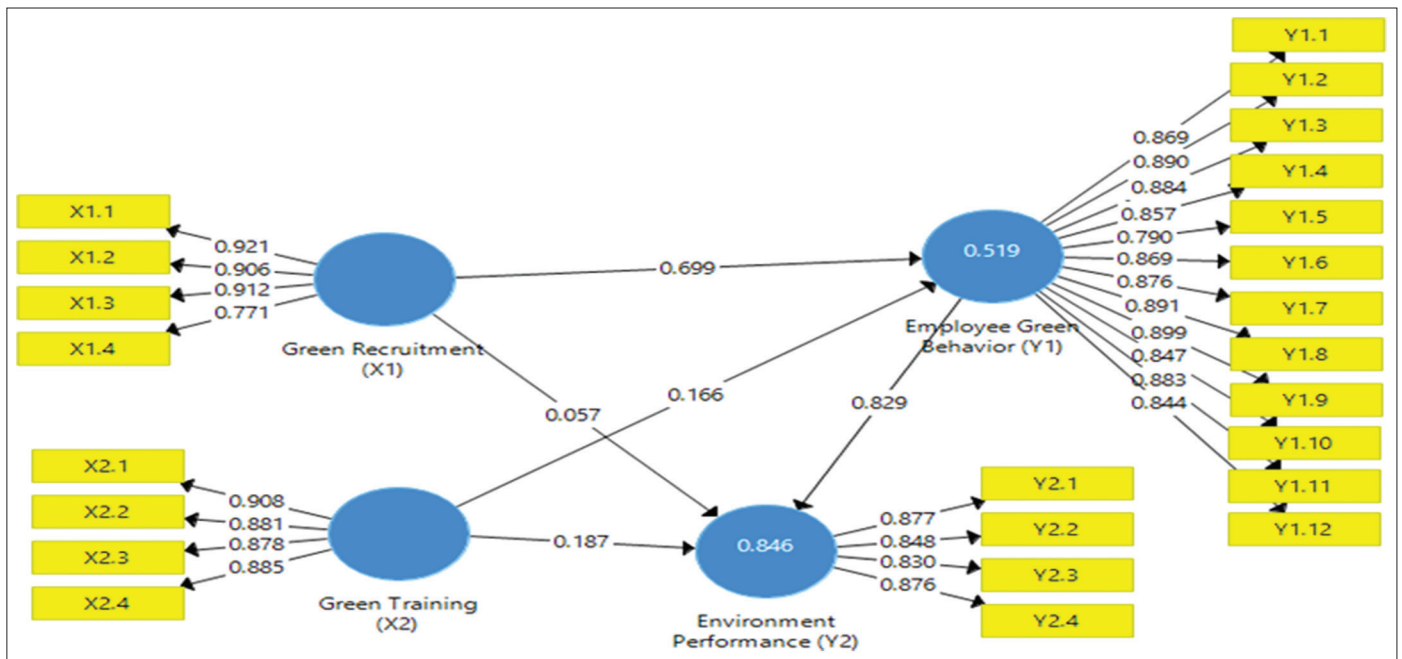 X1.1
X1.2
X1.3
X1.4
0.921
0.906
0.912
0.771
Green Recruitment
(X1)
X2.1
X2.2
X2.3
X2.4
0.908
0.881
0.878
0.885
Green Training
(X2)
0.699
0.057
0.166
0.187
0.829
0.519
Employee Green
Behavior (Y1)
0.869
0.890
0.884
0.857
0.790
0.869
0.876
0.891
0.899
0.847
0.883
0.844
Y1.1
Y1.2
Y1.3
Y1.4
Y1.5
Y1.6
Y1.7
Y1.8
Y1.9
Y1.10
Y1.11
Y1.12
0.846
Environment
Performance (Y2)
0.877
0.848
0.830
0.876
Y2.1
Y2.2
Y2.3
Y2.4